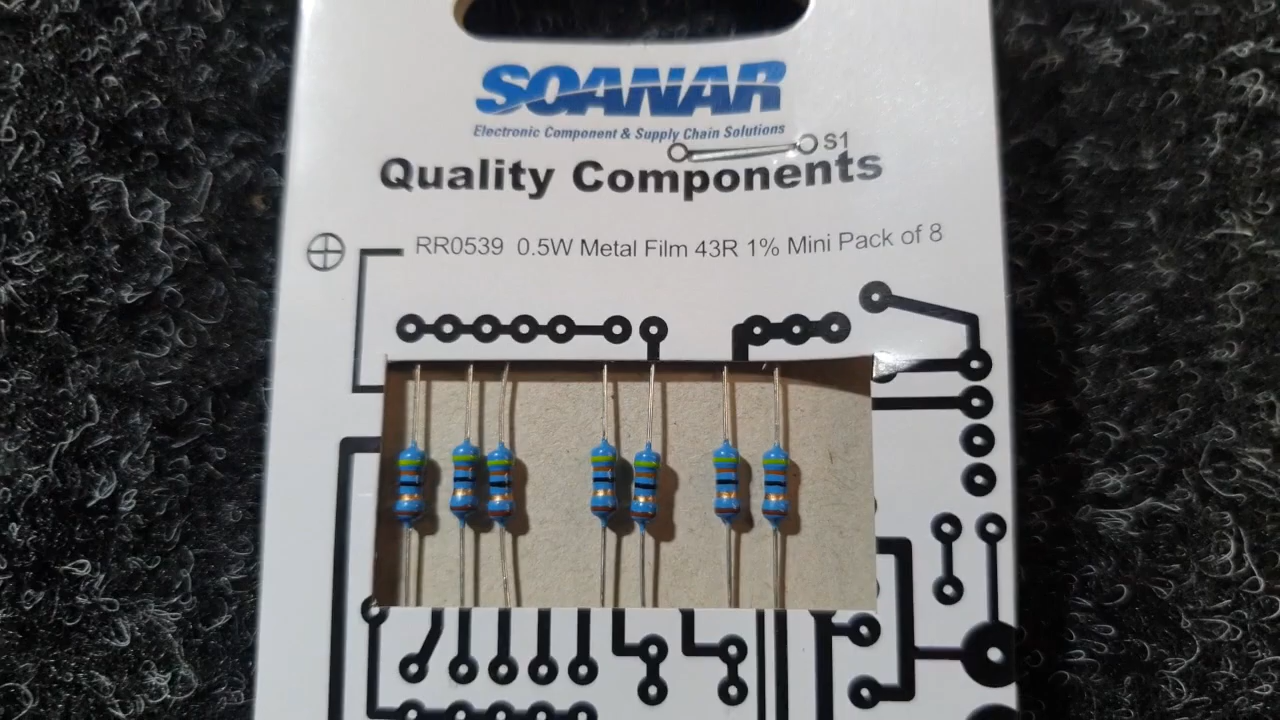 SOANAR
Electronic Component & Supply Chain Solutions
S1
Quality Components
RR0539 0.5W Metal Film 43R 1% Mini Pack of 8